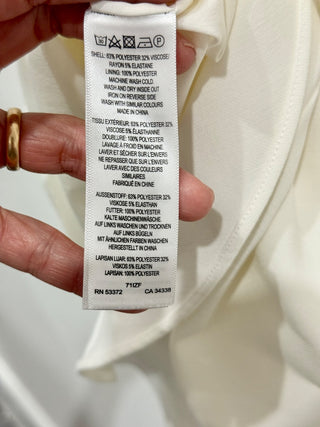 SHELL: 63% POLYESTER 32% VISCOSE/
RAYON 5% ELASTANE
LINING: 100% POLYESTER
MACHINE WASH COLD
WASH AND DRY INSIDE OUT
IRON ON REVERSE SIDE
WASH WITH SIMILAR COLOURS
MADE IN CHINA
TISSU EXTÉRIEUR: 63% POLYESTER 32%
VISCOSE 5% ÉLASTHANNE
DOUBLURE: 100% POLYESTER
LAVAGE À FROID EN MACHINE
LAVER ET SÉCHER SUR L'ENVERS
NE REPASSER QUE SUR L'ENVERS
LAVER AVEC DES COULEURS
SIMILAIRES
FABRIQUÉ EN CHINE
AUSSENSTOFF: 63% POLYESTER 32%
VISKOSE 5% ELASTHAN
FUTTER: 100% POLYESTER
KALTE MASCHINENWÄSCHE
AUF LINKS WASCHEN UND TROCKNEN
AUF LINKS BÜGELN
MIT ÄHNLICHEN FARBEN WASCHEN
HERGESTELLT IN CHINA
LAPISAN LUAR: 63% POLYESTER 32%
VISKOS 5% ELASTIN
LAPISAN: 100% POLYESTER
71IZF
RN 53372 CA 34338